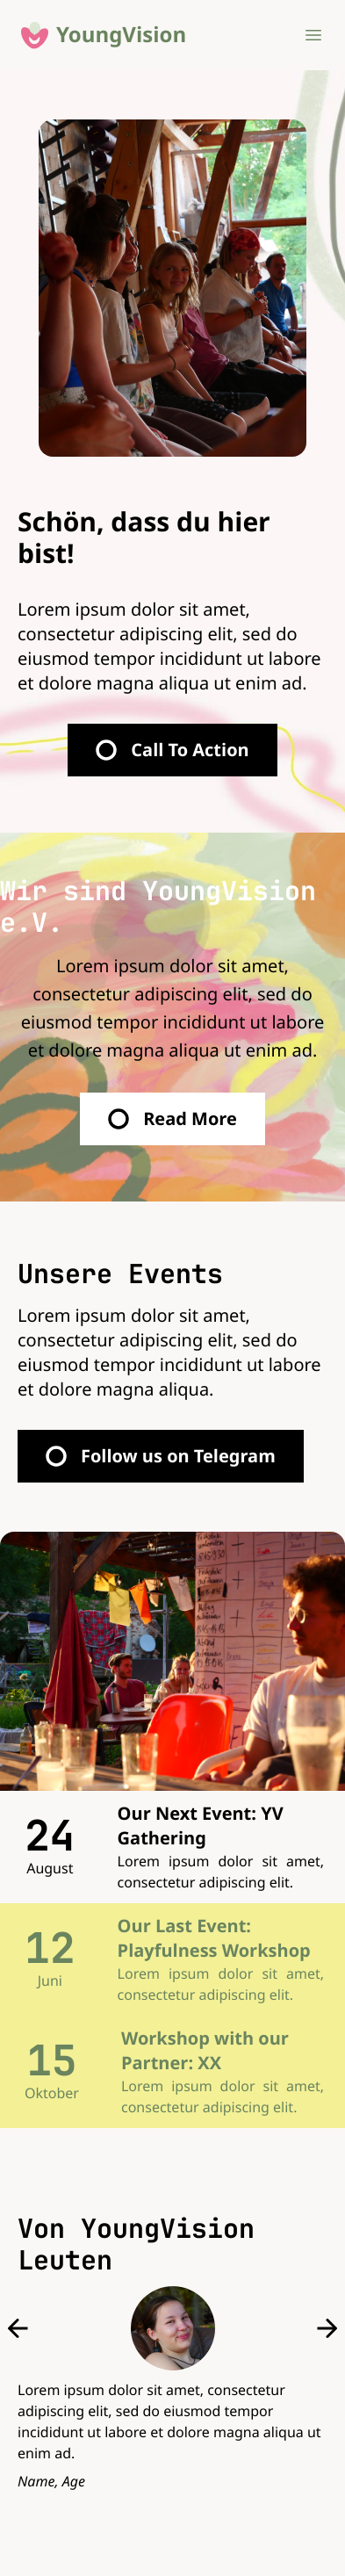 YoungVision
Schön, dass du hier
bist!
Lorem ipsum dolor sit amet,
consectetur adipiscing elit, sed do
eiusmod tempor incididunt ut labore
et dolore magna aliqua ut enim ad.
Call To Action
Wir sind YoungVision
e.V.
Lorem ipsum dolor sit amet,
consectetur adipiscing elit, sed do
eiusmod tempor incididunt ut labore
et dolore magna aliqua ut enim ad.
Read More
Unsere Events
Lorem ipsum dolor sit amet,
consectetur adipiscing elit, sed do
eiusmod tempor incididunt ut labore
et dolore magna aliqua.
Follow us on Telegram
24
August
Our Next Event: YV
Gathering
Lorem ipsum dolor sit amet,
consectetur adipiscing elit.
12
Juni
Our Last Event:
Playfulness Workshop
Lorem ipsum dolor sit amet,
consectetur adipiscing elit.
15
Oktober
Workshop with our
Partner: XX
Lorem ipsum dolor sit amet,
consectetur adipiscing elit.
Von YoungVision
Leuten
Lorem ipsum dolor sit amet, consectetur
adipiscing elit, sed do eiusmod tempor
incididunt ut labore et dolore magna aliqua ut
enim ad.
Name, Age